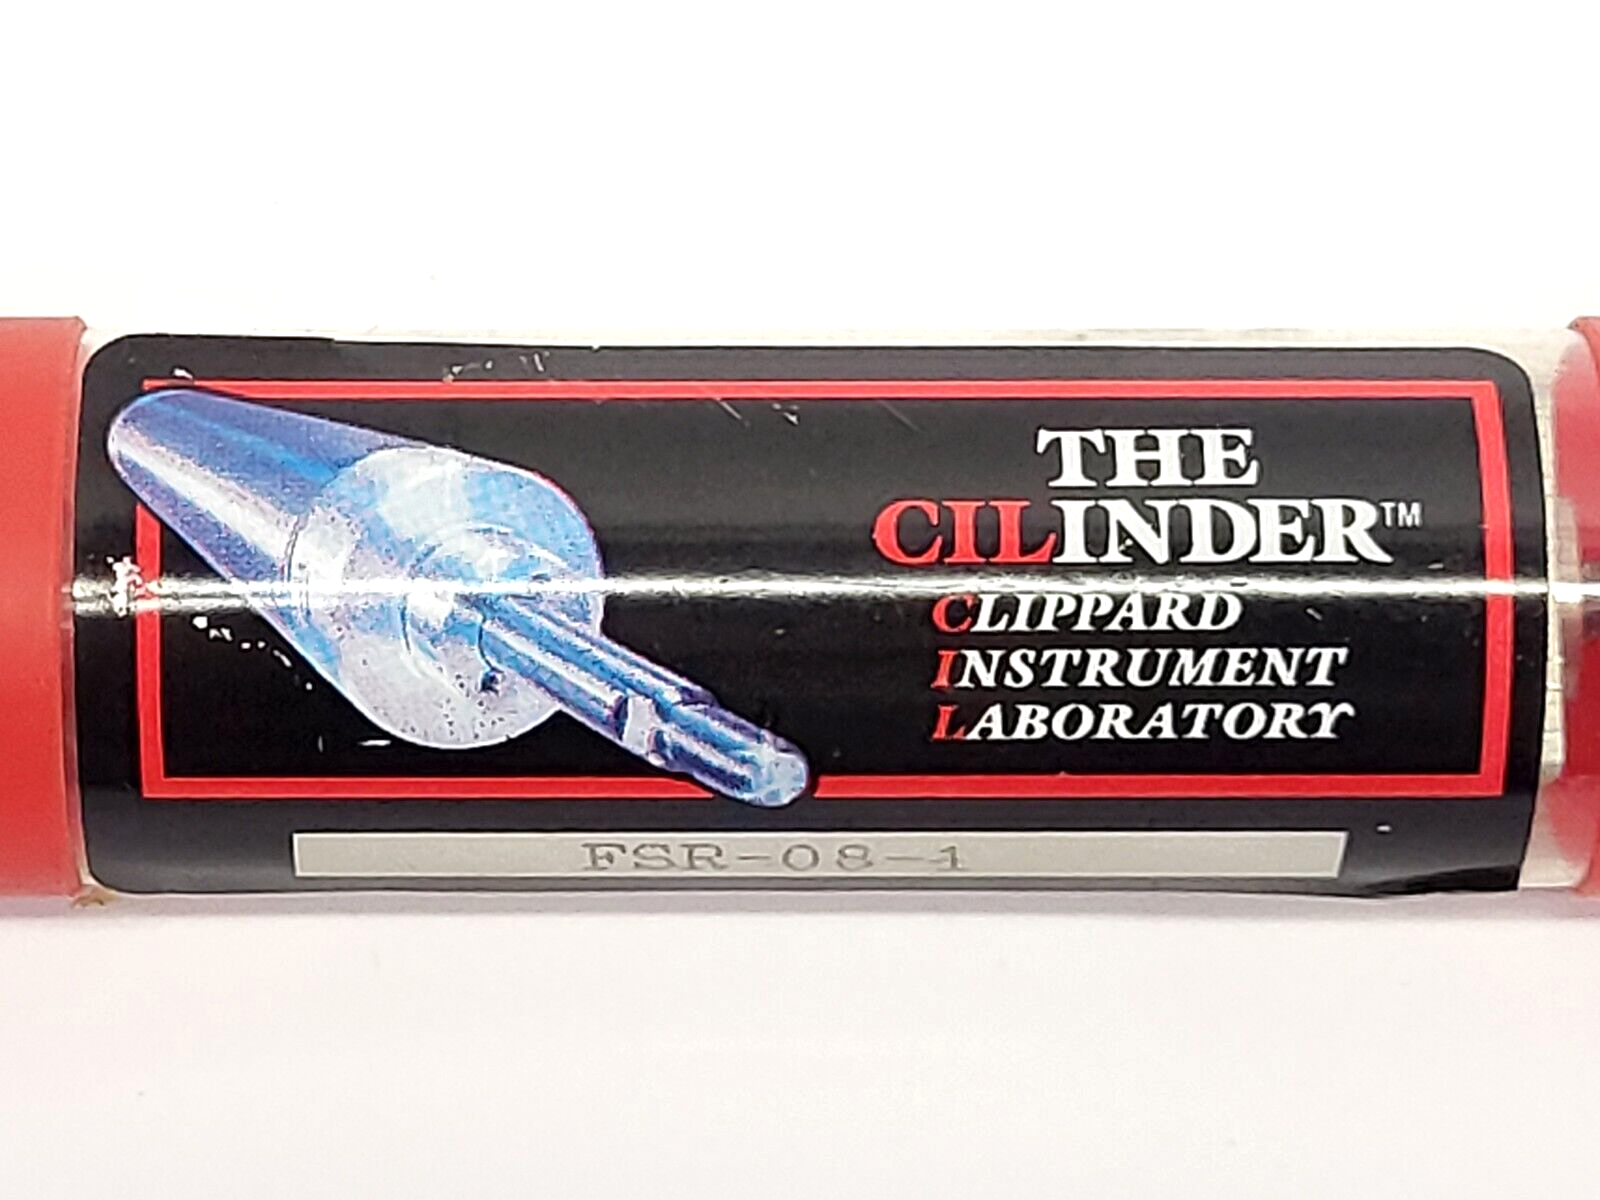 THE
CILINDER™
CLIPPARD
INSTRUMENT
LABORATORY
FSR-08-1